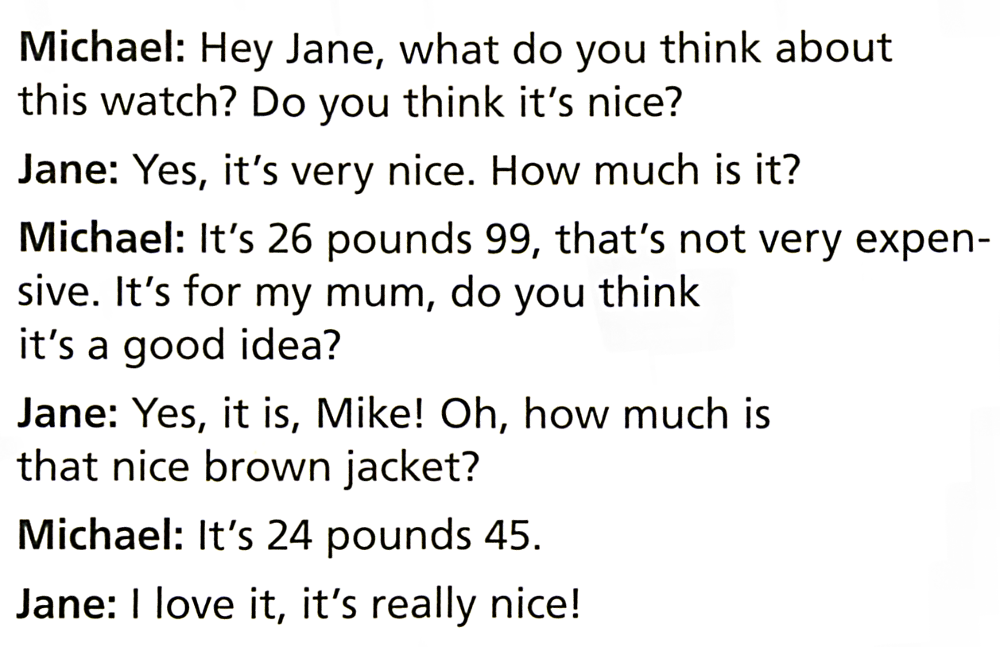 Michael: Hey Jane, what do you think about
this watch? Do you think it's nice?
Jane: Yes, it's very nice. How much is it?
Michael: It's 26 pounds 99, that's not very expen-
sive. It's for my mum, do you think
it's a good idea?
Jane: Yes, it is, Mike! Oh, how much is
that nice brown jacket?
Michael: It's 24 pounds 45.
Jane: I love it, it's really nice!